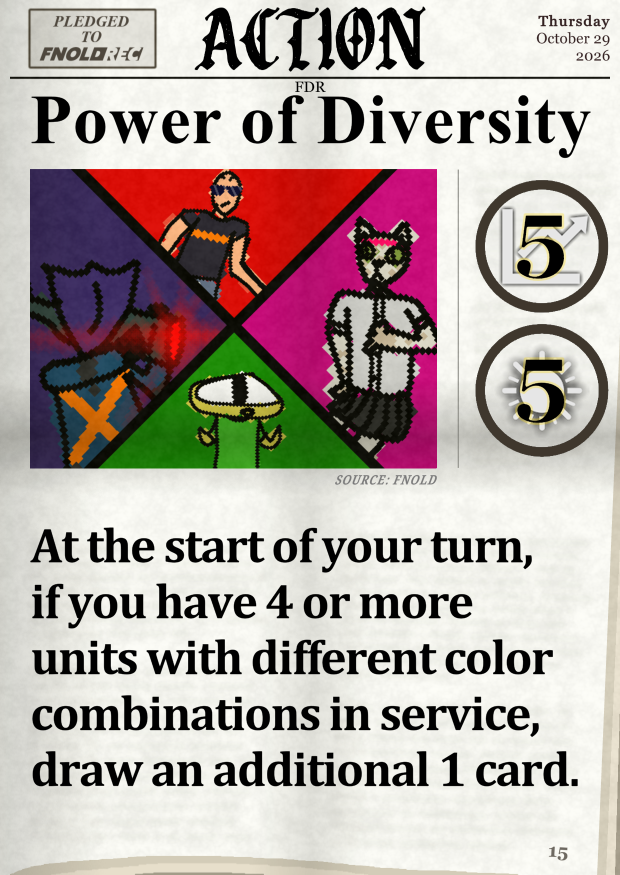 PLEDGED
TO
FNOLD REC
ACTION
Thursday
October 29
2026
FDR
Power of Diversity
5
5
SOURCE: FNOLD
At the start of your turn,
if you have 4 or more
units with different color
combinations in service,
draw an additional 1 card.
15